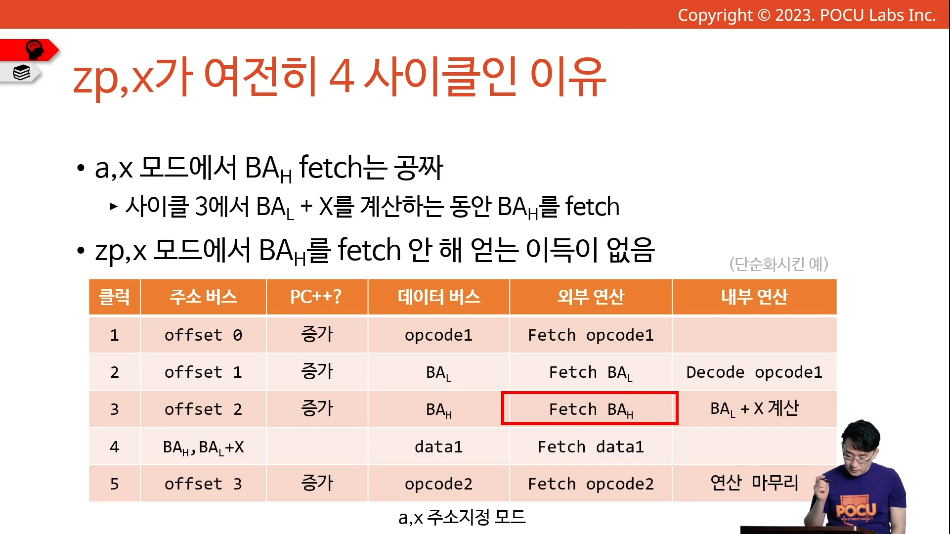 Copyright © 2023. POCU Labs Inc.
zp,x가 여전히 4 사이클인 이유
• a,x 모드에서 BAH fetch는 공짜
▸ 사이클 3에서 BAL + X를 계산하는 동안 BAH를 fetch
• zp,x 모드에서 BAH를 fetch 안 해 얻는 이득이 없음
(단순화시킨 예)
클릭 주소 버스 PC++? 데이터 버스 외부 연산 내부 연산
1 offset 0 증가 opcode1 Fetch opcode1
2 offset 1 증가 BAL Fetch BAL Decode opcode1
3 offset 2 증가 BAH Fetch BAH BAL + X 계산
4 BAH,BAL+X data1 Fetch data1
5 offset 3 증가 opcode2 Fetch opcode2 연산 마무리
a,x 주소지정 모드
POCU